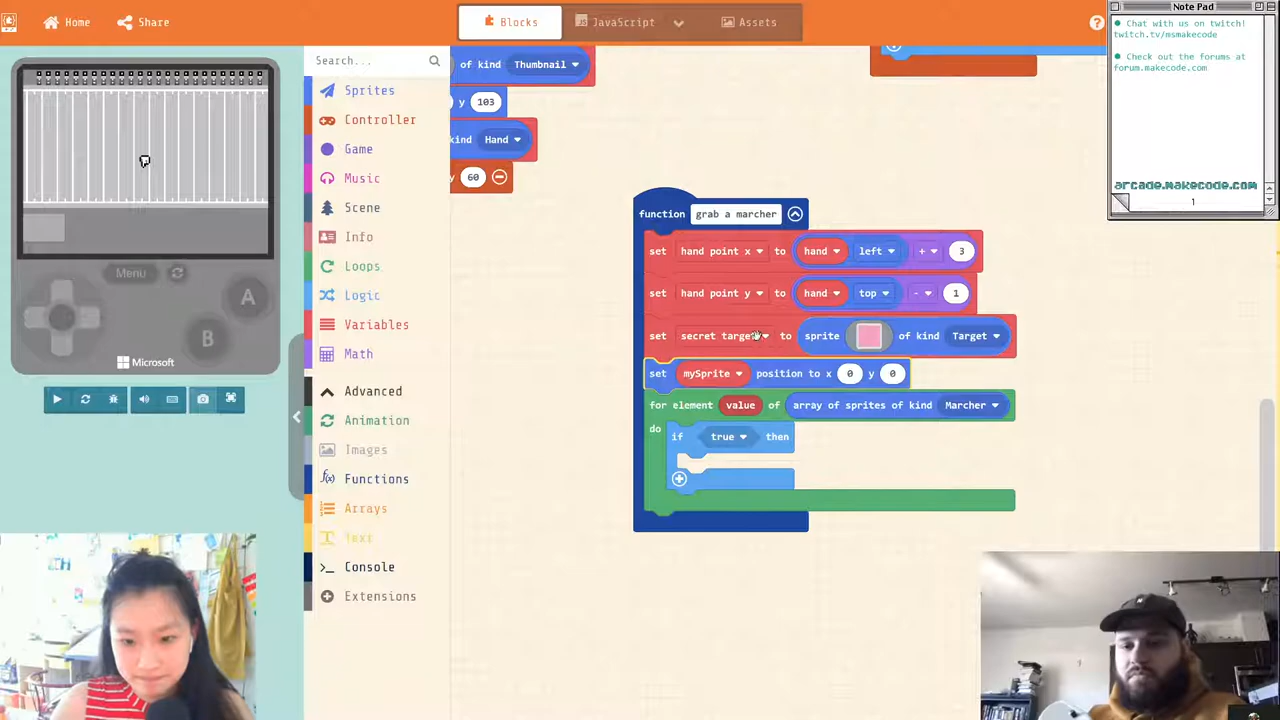 Home
Share
Blocks
JavaScript
Assets
?
Note Pad
Chat with us on twitch!
twitch.tv/msmakecode
Check out the forums at
forum.makecode.com
arcade.makecode.com
1
Search...
Sprites
Controller
Game
Music
Scene
Info
Loops
Logic
Variables
Math
Advanced
Animation
Images
f(x) Functions
Arrays
T Text
Console
Extensions
Menu
A
B
Microsoft
of kind Thumbnail
y 103
kind Hand
y 60
function grab a marcher
set hand point x to hand left + 3
set hand point y to hand top - 1
set secret target to sprite of kind Target
set mySprite position to x 0 y 0
for element value of array of sprites of kind Marcher
do
if true then